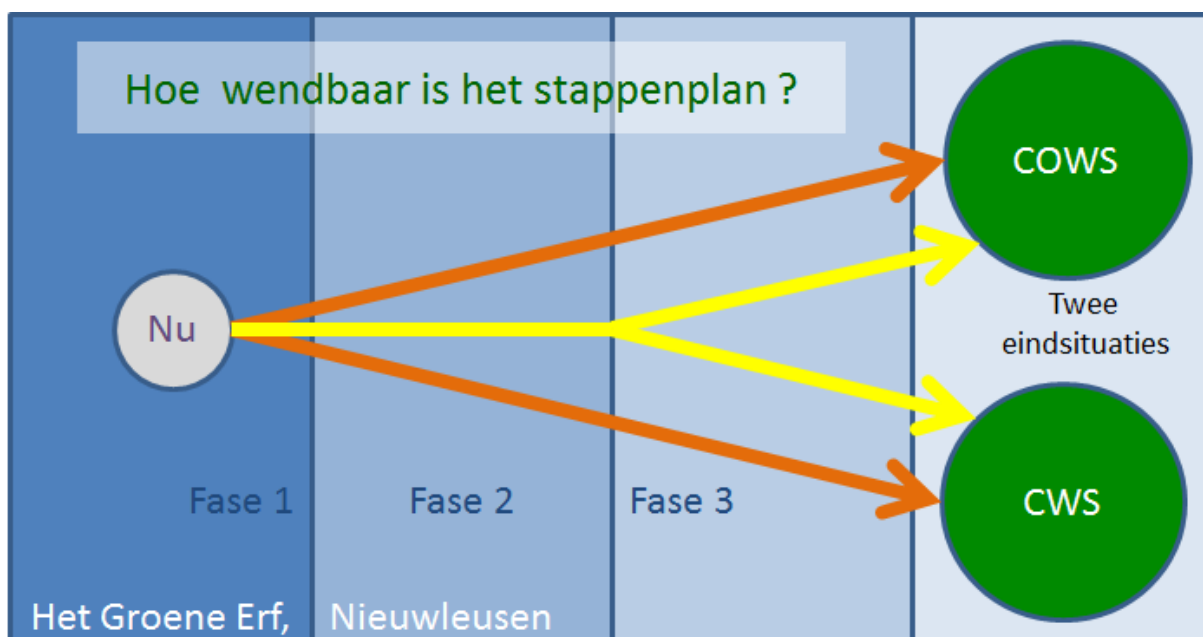 Hoe wendbaar is het stappenplan ?
COWS
Nu
Twee
eindsituaties
Fase 1
Fase 2
Fase 3
CWS
Het Groene Erf, Nieuwleusen